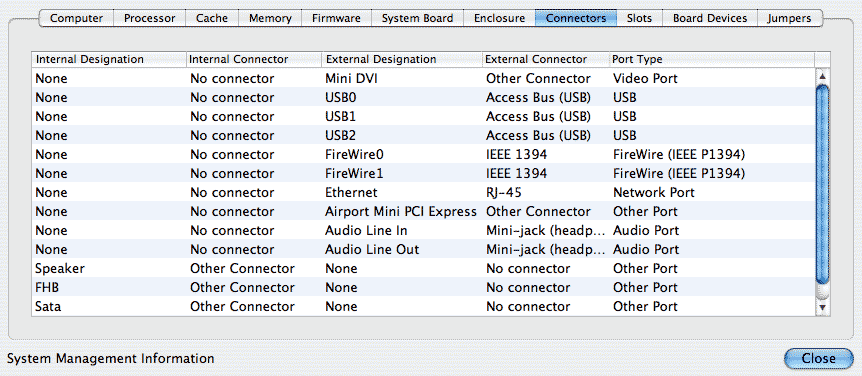 Computer Processor Cache Memory Firmware System Board Enclosure Connectors Slots Board Devices Jumpers
Internal Designation Internal Connector External Designation External Connector Port Type
None No connector Mini DVI Other Connector Video Port
None No connector USB0 Access Bus (USB) USB
None No connector USB1 Access Bus (USB) USB
None No connector USB2 Access Bus (USB) USB
None No connector FireWire0 IEEE 1394 FireWire (IEEE P1394)
None No connector FireWire1 IEEE 1394 FireWire (IEEE P1394)
None No connector Ethernet RJ-45 Network Port
None No connector Airport Mini PCI Express Other Connector Other Port
None No connector Audio Line In Mini-jack (headp... Audio Port
None No connector Audio Line Out Mini-jack (headp... Audio Port
Speaker Other Connector None No connector Other Port
FHB Other Connector None No connector Other Port
Sata Other Connector None No connector Other Port
System Management Information Close